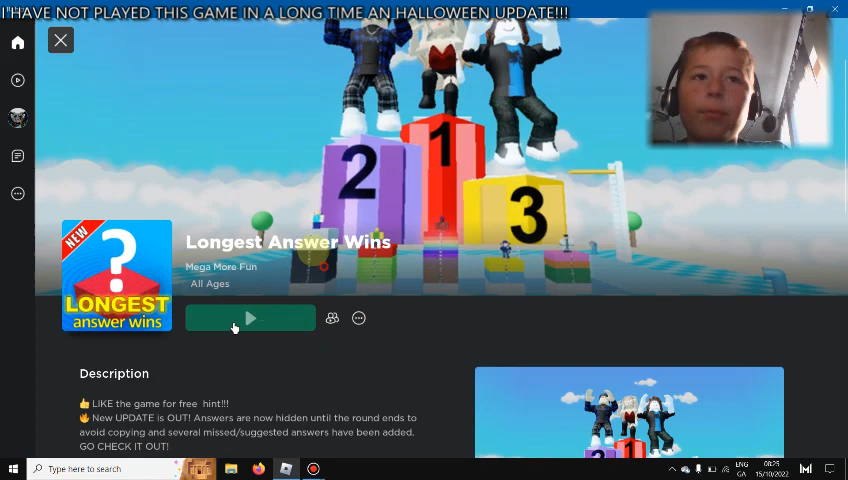 I HAVE NOT PLAYED THIS GAME IN A LONG TIME AN HALLOWEEN UPDATE!!!
2
1
3
NEW
?
LONGEST
answer wins
Longest Answer Wins
Mega More Fun
All Ages
Description
👍 LIKE the game for free hint!!!
🔥 New UPDATE is OUT! Answers are now hidden until the round ends to
avoid copying and several missed/suggested answers have been added.
GO CHECK IT OUT!
2
1
Type here to search
ENG
GA
08:25
15/10/2022